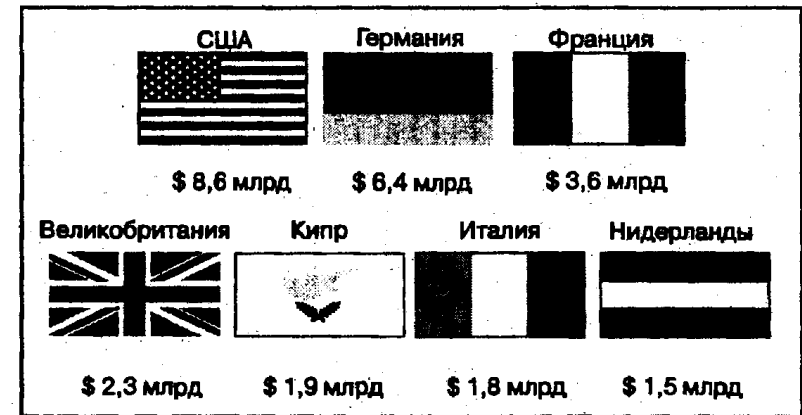 США Германия Франция
$ 8,6 млрд $ 6,4 млрд $ 3,6 млрд
Великобритания Кипр Италия Нидерланды
$ 2,3 млрд $ 1,9 млрд $ 1,8 млрд $ 1,5 млрд